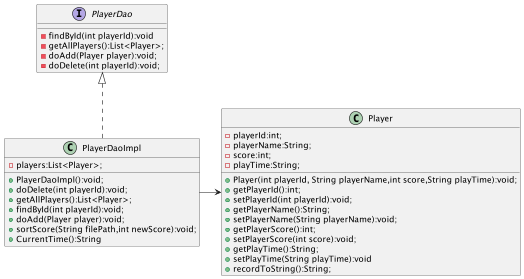 I PlayerDao
findById(int playerId):void
getAllPlayers():List<Player>;
doAdd(Player player):void;
doDelete(int playerId):void;
C PlayerDaoImpl
players:List<Player>;
PlayerDaoImpl():void;
doDelete(int playerId):void;
getAllPlayers():List<Player>;
findById(int playerId):void;
doAdd(Player player):void;
sortScore(String filePath,int newScore):void;
CurrentTime():String
C Player
playerId:int;
playerName:String;
score:int;
playTime:String;
Player(int playerId, String playerName,int score,String playTime):void;
getPlayerId():int;
setPlayerId(int playerId):void;
getPlayerName():String;
setPlayerName(String playerName):void;
getPlayerScore():int;
setPlayerScore(int score):void;
getPlayTime():String;
setPlayTime(String playTime):void
recordToString():String;